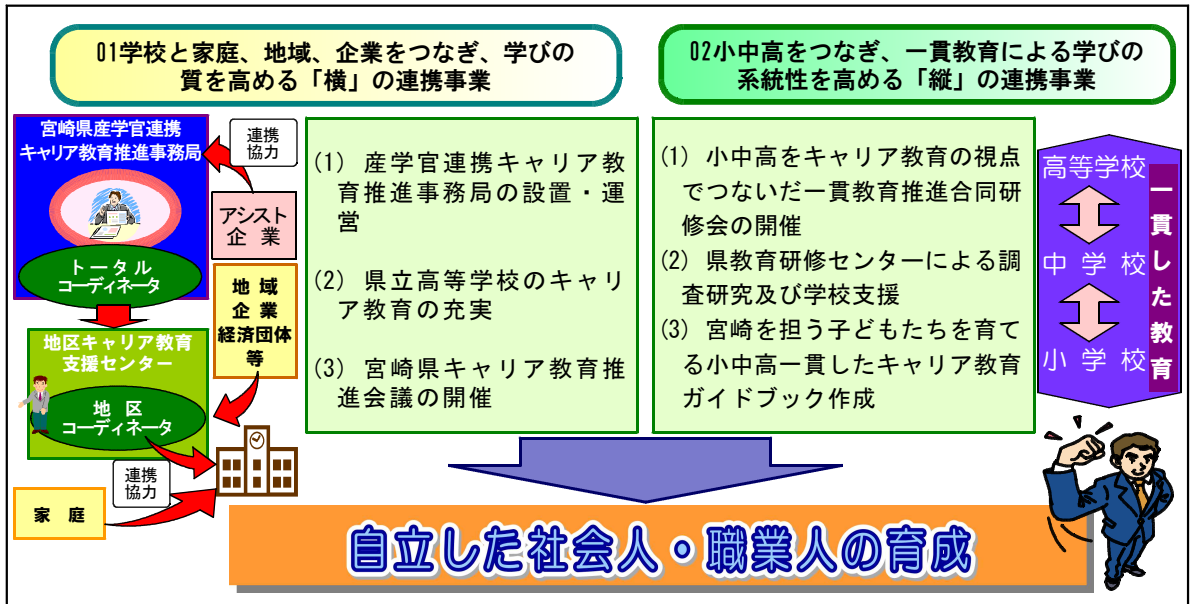 01学校と家庭、地域、企業をつなぎ、学びの
質を高める「横」の連携事業
02小中高をつなぎ、一貫教育による学びの
系統性を高める「縦」の連携事業
宮崎県産学官連携
キャリア教育推進事務局
連携
協力
アシスト
企業
トータル
コーディネータ
地域
企業
経済団体
等
地区キャリア教育
支援センター
地区
コーディネータ
連携
協力
家庭
(1) 産学官連携キャリア教
育推進事務局の設置・運
営
(2) 県立高等学校のキャリ
ア教育の充実
(3) 宮崎県キャリア教育推
進会議の開催
(1) 小中高をキャリア教育の視点
でつないだ一貫教育推進合同研
修会の開催
(2) 県教育研修センターによる調
査研究及び学校支援
(3) 宮崎を担う子どもたちを育て
る小中高一貫したキャリア教育
ガイドブック作成
高等学校
中学校
小学校
一貫した教育
自立した社会人・職業人の育成